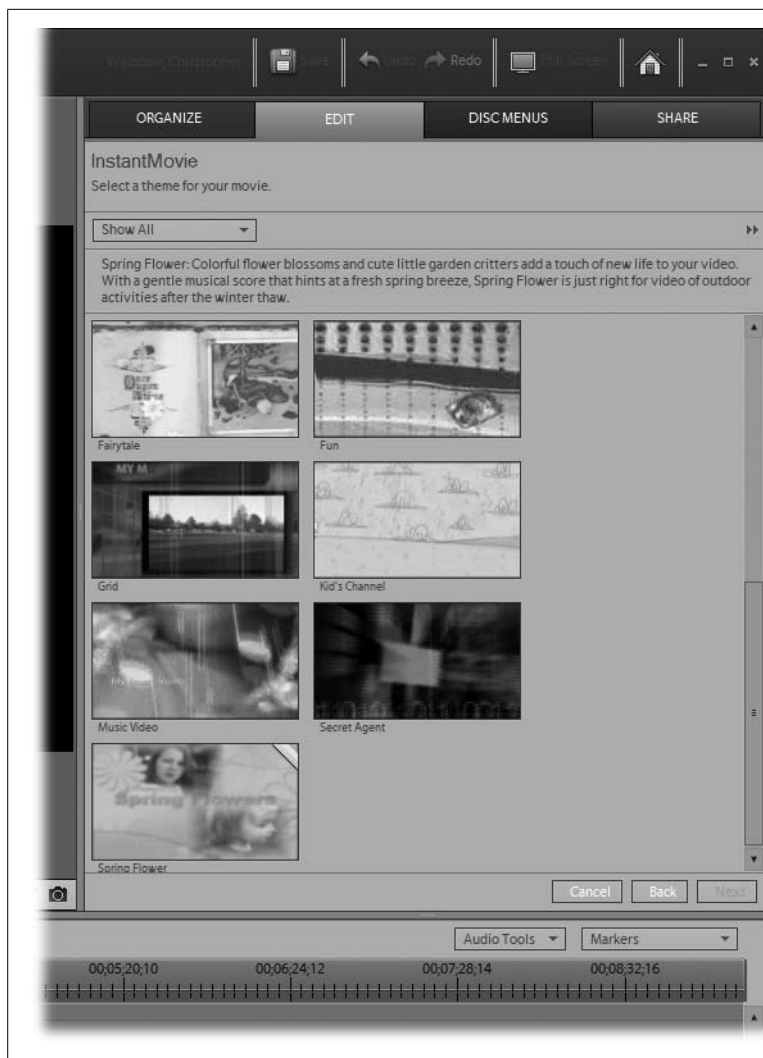 Welcome, Christopher Save Undo Redo Full Screen
ORGANIZE EDIT DISC MENUS SHARE
InstantMovie
Select a theme for your movie.
Show All
Spring Flower: Colorful flower blossoms and cute little garden critters add a touch of new life to your video.
With a gentle musical score that hints at a fresh spring breeze, Spring Flower is just right for video of outdoor
activities after the winter thaw.
Once
Upon
Fairytale Fun
MY M
Grid Kid's Channel
Music Video Secret Agent
Spring Flowers
Spring Flower
Cancel Back Next
Audio Tools Markers
00;05;20;10 00;06;24;12 00;07;28;14 00;08;32;16